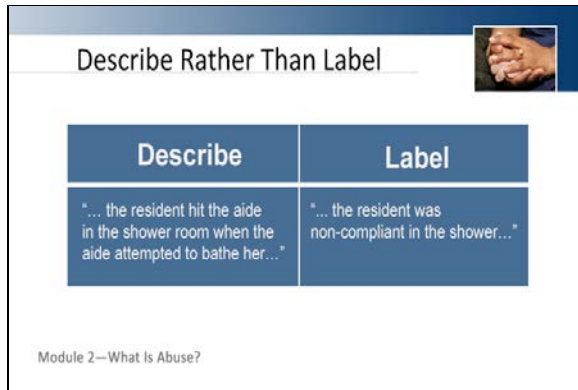 Describe Rather Than Label
Describe
Label
“… the resident hit the aide
in the shower room when the
aide attempted to bathe her…”
“... the resident was
non-compliant in the shower…”
Module 2—What Is Abuse?